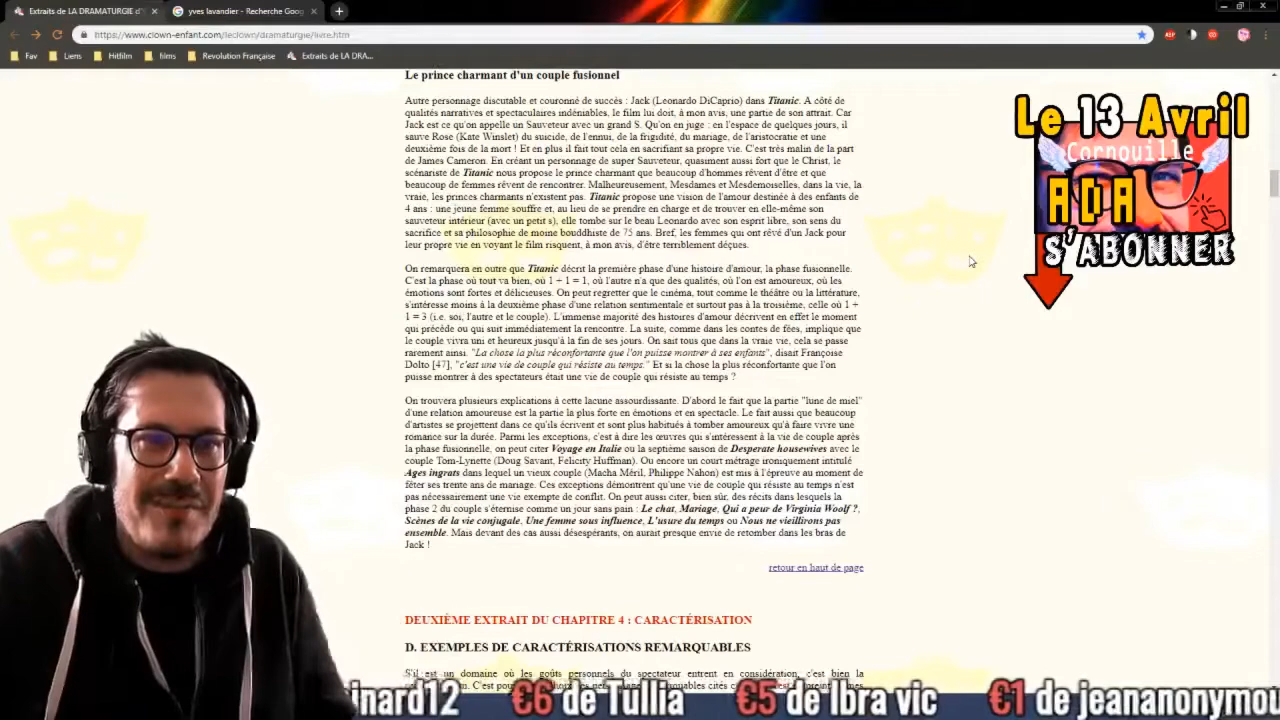 Extraits de LA DRAMATURGIE d'
yves lavandier - Recherche Goog
https://www.clown-enfant.com/leclown/dramaturgie/livre.htm
Fav
Liens
Hitfilm
films
Revolution Française
Extraits de LA DRA...
Le prince charmant d'un couple fusionnel
Autre personnage discutable et couronné de succès : Jack (Leonardo DiCaprio) dans Titanic. A côté de
qualités narratives et spectaculaires indéniables, le film lui doit, à mon avis, une partie de son attrait. Car
Jack est ce qu'on appelle un Sauveteur avec un grand S. Qu'on en juge : en l'espace de quelques jours, il
sauve Rose (Kate Winslet) du suicide, de l'ennui, de la frigidité, du mariage, de l'aristocratie et une
deuxième fois de la mort ! Et en plus il fait tout cela en sacrifiant sa propre vie. C'est très malin de la part
de James Cameron. En créant un personnage de super Sauveteur, quasiment aussi fort que le Christ, le
scénariste de Titanic nous propose le prince charmant que beaucoup d'hommes rêvent d'être et que
beaucoup de femmes rêvent de rencontrer. Malheureusement, Mesdames et Mesdemoiselles, dans la vie, la
vraie, les princes charmants n'existent pas. Titanic propose une vision de l'amour destinée à des enfants de
4 ans : une jeune femme souffre et, au lieu de se prendre en charge et de trouver en elle-même son
sauveteur intérieur (avec un petit s), elle tombe sur le beau Leonardo avec son esprit libre, son sens du
sacrifice et sa philosophie de moine bouddhiste de 75 ans. Bref, les femmes qui ont rêvé d'un Jack pour
leur propre vie en voyant le film risquent, à mon avis, d'être terriblement déçues.
On remarquera en outre que Titanic décrit la première phase d'une histoire d'amour, la phase fusionnelle.
C'est la phase où tout va bien, où 1 + 1 = 1, où l'autre n'a que des qualités, où l'on est amoureux, où les
émotions sont fortes et délicieuses. On peut regretter que le cinéma, tout comme le théâtre ou la littérature,
s'intéresse moins à la deuxième phase d'une relation sentimentale et surtout pas à la troisième, celle où 1 +
1 = 3 (i.e. soi, l'autre et le couple). L'immense majorité des histoires d'amour décrivent en effet le moment
qui précède ou qui suit immédiatement la rencontre. La suite, comme dans les contes de fées, implique que
le couple vivra uni et heureux jusqu'à la fin de ses jours. On sait tous que dans la vraie vie, cela se passe
rarement ainsi. "La chose la plus réconfortante que l'on puisse montrer à ses enfants", disait Françoise
Dolto [47], "c'est une vie de couple qui résiste au temps." Et si la chose la plus réconfortante que l'on
puisse montrer à des spectateurs était une vie de couple qui résiste au temps ?
On trouvera plusieurs explications à cette lacune assourdissante. D'abord le fait que la partie "lune de miel"
d'une relation amoureuse est la partie la plus forte en émotions et en spectacle. Le fait aussi que beaucoup
d'artistes se projettent dans ce qu'ils écrivent et sont plus habitués à tomber amoureux qu'à faire vivre une
romance sur la durée. Parmi les exceptions, c'est à dire les œuvres qui s'intéressent à la vie de couple après
la phase fusionnelle, on peut citer Voyage en Italie ou la septième saison de Desperate housewives avec le
couple Tom-Lynette (Doug Savant, Felicity Huffman). Ou encore un court métrage ironiquement intitulé
Ages ingrats dans lequel un vieux couple (Macha Méril, Philippe Nahon) est mis à l'épreuve au moment de
fêter ses trente ans de mariage. Ces exceptions démontrent qu'une vie de couple qui résiste au temps n'est
pas nécessairement une vie exempte de conflit. On peut aussi citer, bien sûr, des récits dans lesquels la
phase 2 du couple s'éternise comme un jour sans pain : Le chat, Mariage, Qui a peur de Virginia Woolf ?,
Scènes de la vie conjugale, Une femme sous influence, L'usure du temps ou Nous ne vieillirons pas
ensemble. Mais devant des cas aussi désespérants, on aurait presque envie de retomber dans les bras de
Jack !
retour en haut de page
DEUXIÈME EXTRAIT DU CHAPITRE 4 : CARACTÉRISATION
D. EXEMPLES DE CARACTÉRISATIONS REMARQUABLES
S'il est un domaine où les goûts personnels du spectateur entrent en considération, c'est bien la
Le 13 Avril
Cornouille
ADA
S'ABONNER
inard12 €6 de Tullia €5 de Ibra vic €1 de jeananonymou